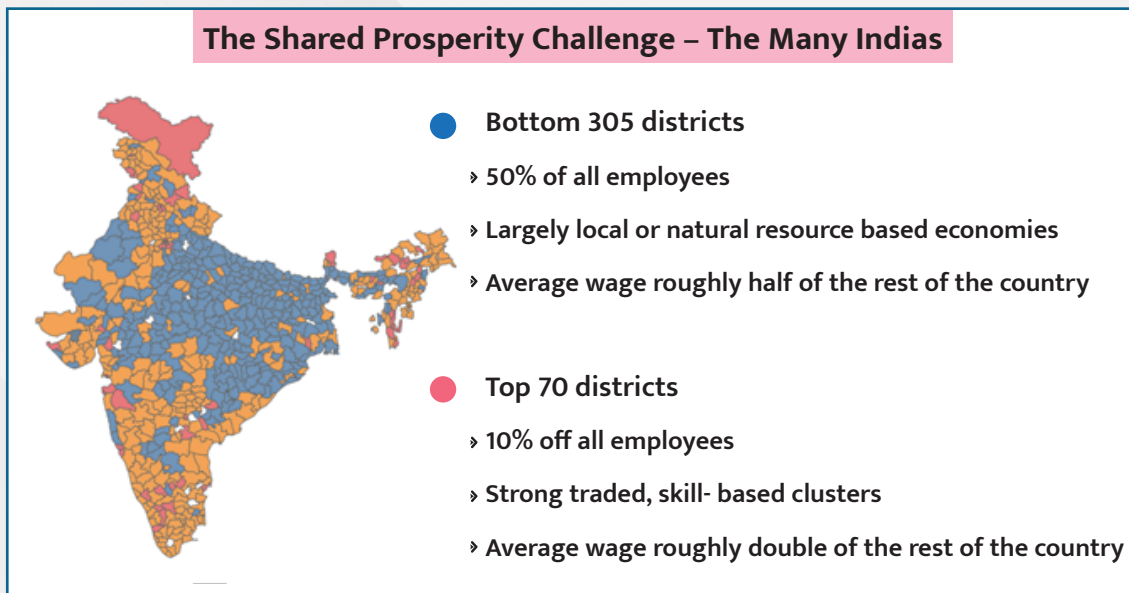 The Shared Prosperity Challenge – The Many Indias
Bottom 305 districts
» 50% of all employees
» Largely local or natural resource based economies
» Average wage roughly half of the rest of the country
Top 70 districts
» 10% off all employees
» Strong traded, skill- based clusters
» Average wage roughly double of the rest of the country